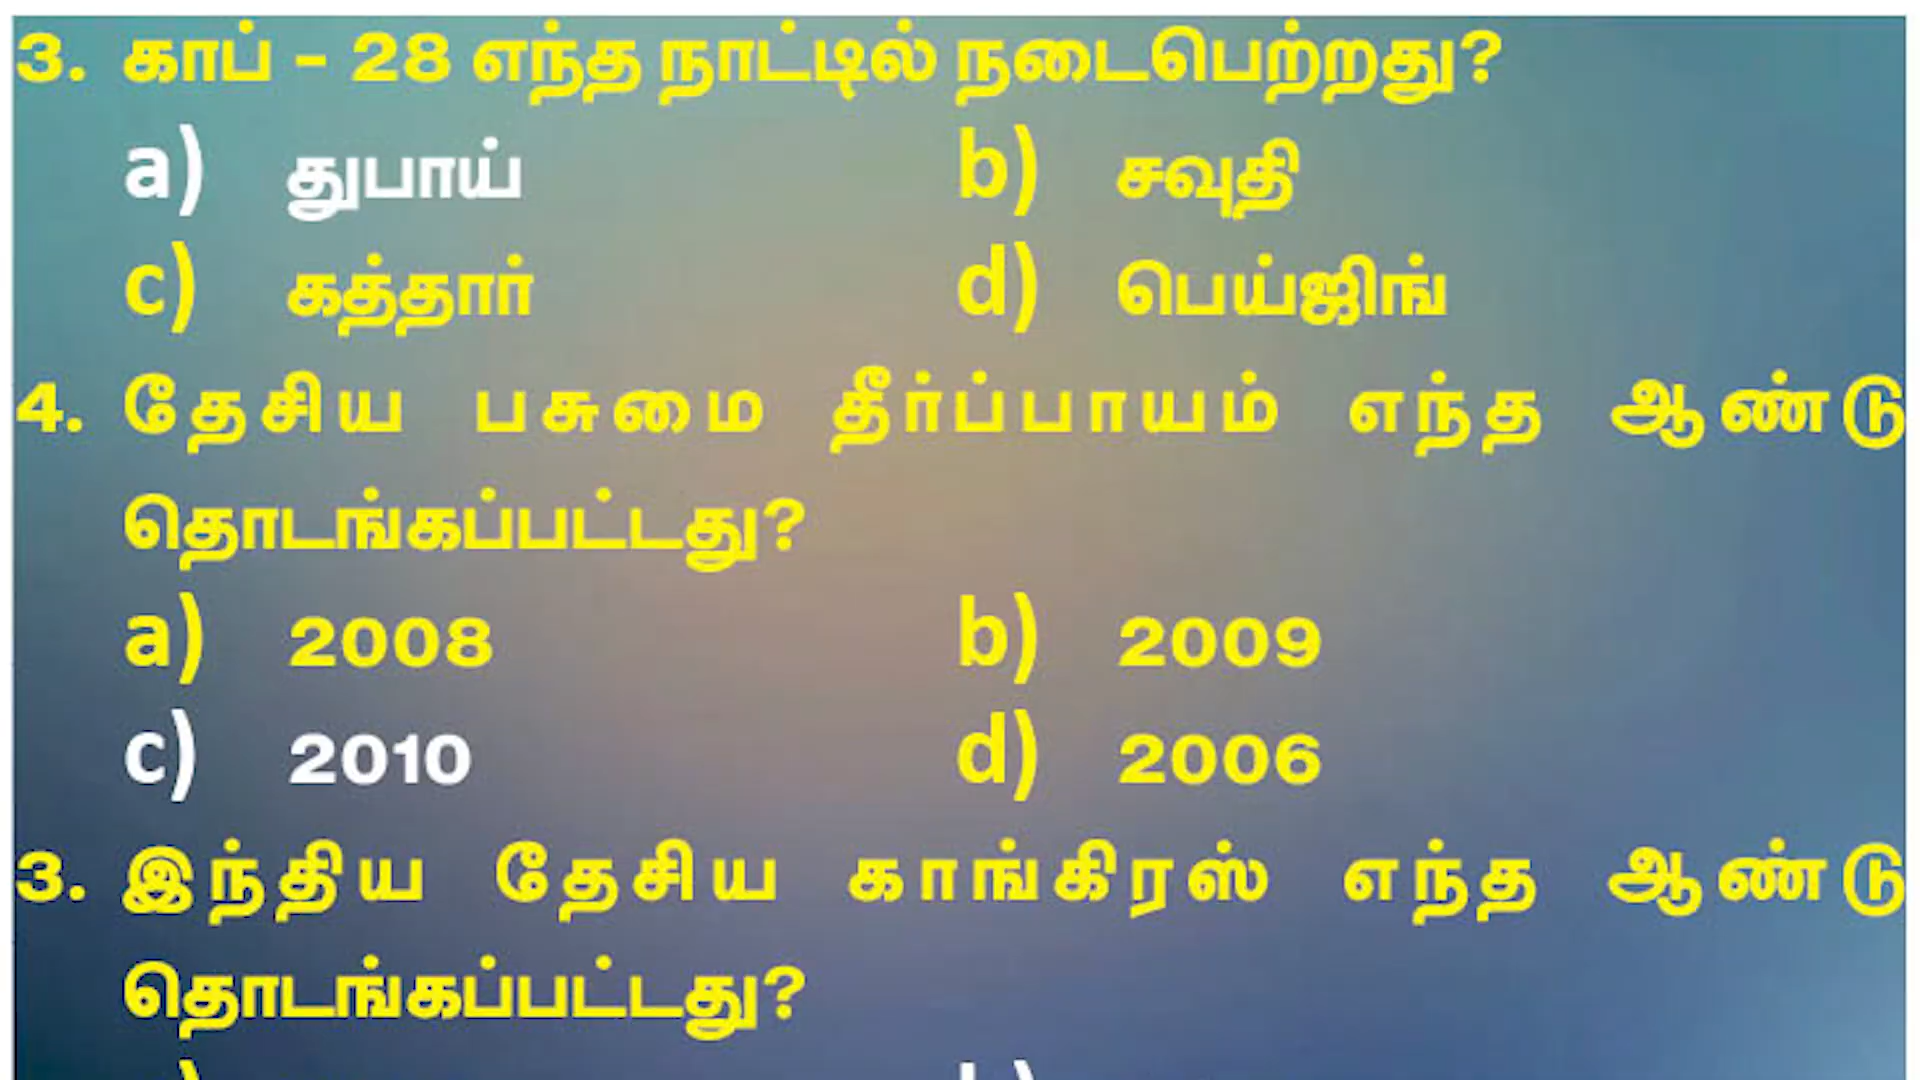 3. காப் – 28 எந்த நாட்டில் நடைபெற்றது?
a) துபாய் b) சவுதி
c) கத்தார் d) பெய்ஜிங்
4. தேசிய பசுமை தீர்ப்பாயம் எந்த ஆண்டு
தொடங்கப்பட்டது?
a) 2008 b) 2009
c) 2010 d) 2006
3. இந்திய தேசிய காங்கிரஸ் எந்த ஆண்டு
தொடங்கப்பட்டது?